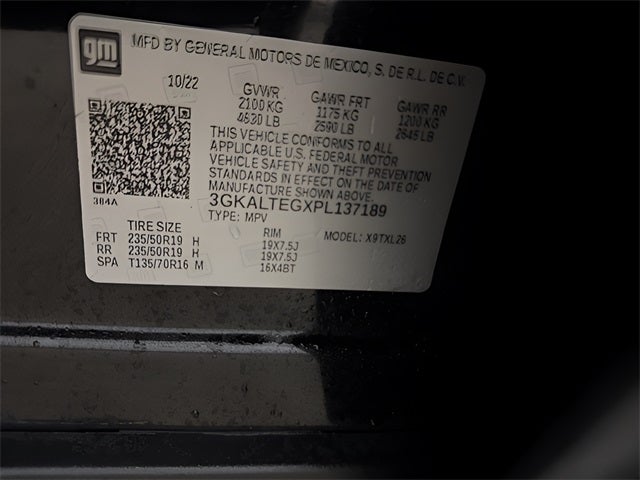 gm
MFD BY GENERAL MOTORS DE MEXICO, S. DE R.L. DE C.V.
10/22
GVWR GAWR FRT GAWR RR
2100 KG 1175 KG 1200 KG
4630 LB 2590 LB 2645 LB
THIS VEHICLE CONFORMS TO ALL
APPLICABLE U.S. FEDERAL MOTOR
VEHICLE SAFETY AND THEFT PREVENTION
STANDARDS IN EFFECT ON THE DATE OF
MANUFACTURE SHOWN ABOVE.
384A
3GKALTEGXPL137189
TYPE: MPV MODEL: X9TXL26
TIRE SIZE RIM
FRT 235/50R19 H 19X7.5J
RR 235/50R19 H 19X7.5J
SPA T135/70R16 M 16X4BT